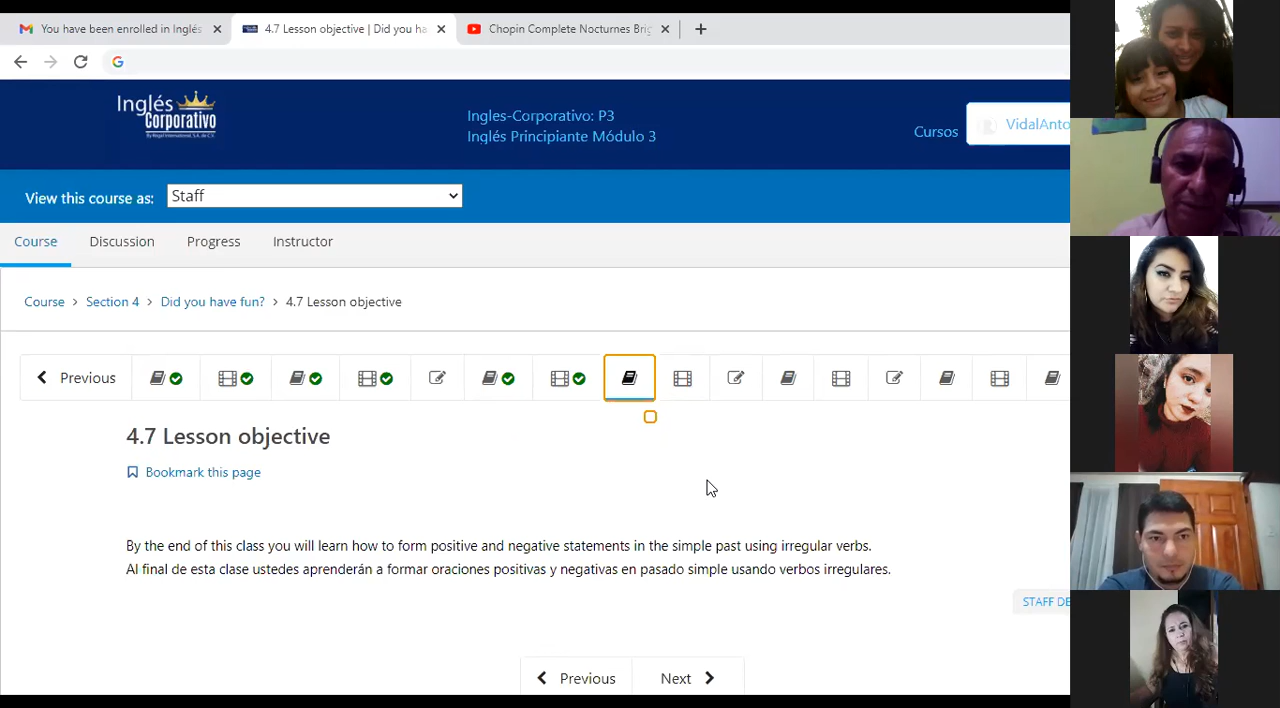 You have been enrolled in Inglés
4.7 Lesson objective | Did you ha
Chopin Complete Nocturnes Brig
Inglés
Corporativo
By Regal International, S.A. de C.V.
Ingles-Corporativo: P3
Inglés Principiante Módulo 3
Cursos
VidalAnto
View this course as:
Staff
Course
Discussion
Progress
Instructor
Course > Section 4 > Did you have fun? > 4.7 Lesson objective
Previous
4.7 Lesson objective
Bookmark this page
By the end of this class you will learn how to form positive and negative statements in the simple past using irregular verbs.
Al final de esta clase ustedes aprenderán a formar oraciones positivas y negativas en pasado simple usando verbos irregulares.
STAFF DE
Previous
Next